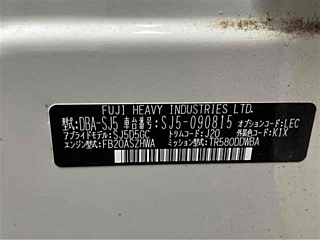 FUJI HEAVY INDUSTRIES LTD.
型式:DBA-SJ5 車台番号:SJ5-090815 オプションコード:LEC
アプライドモデル:SJ5D5GC トリムコード:J20 外装色コード:K1X
エンジン型式:FB20ASZHWA ミッション型式:TR580DDWBA